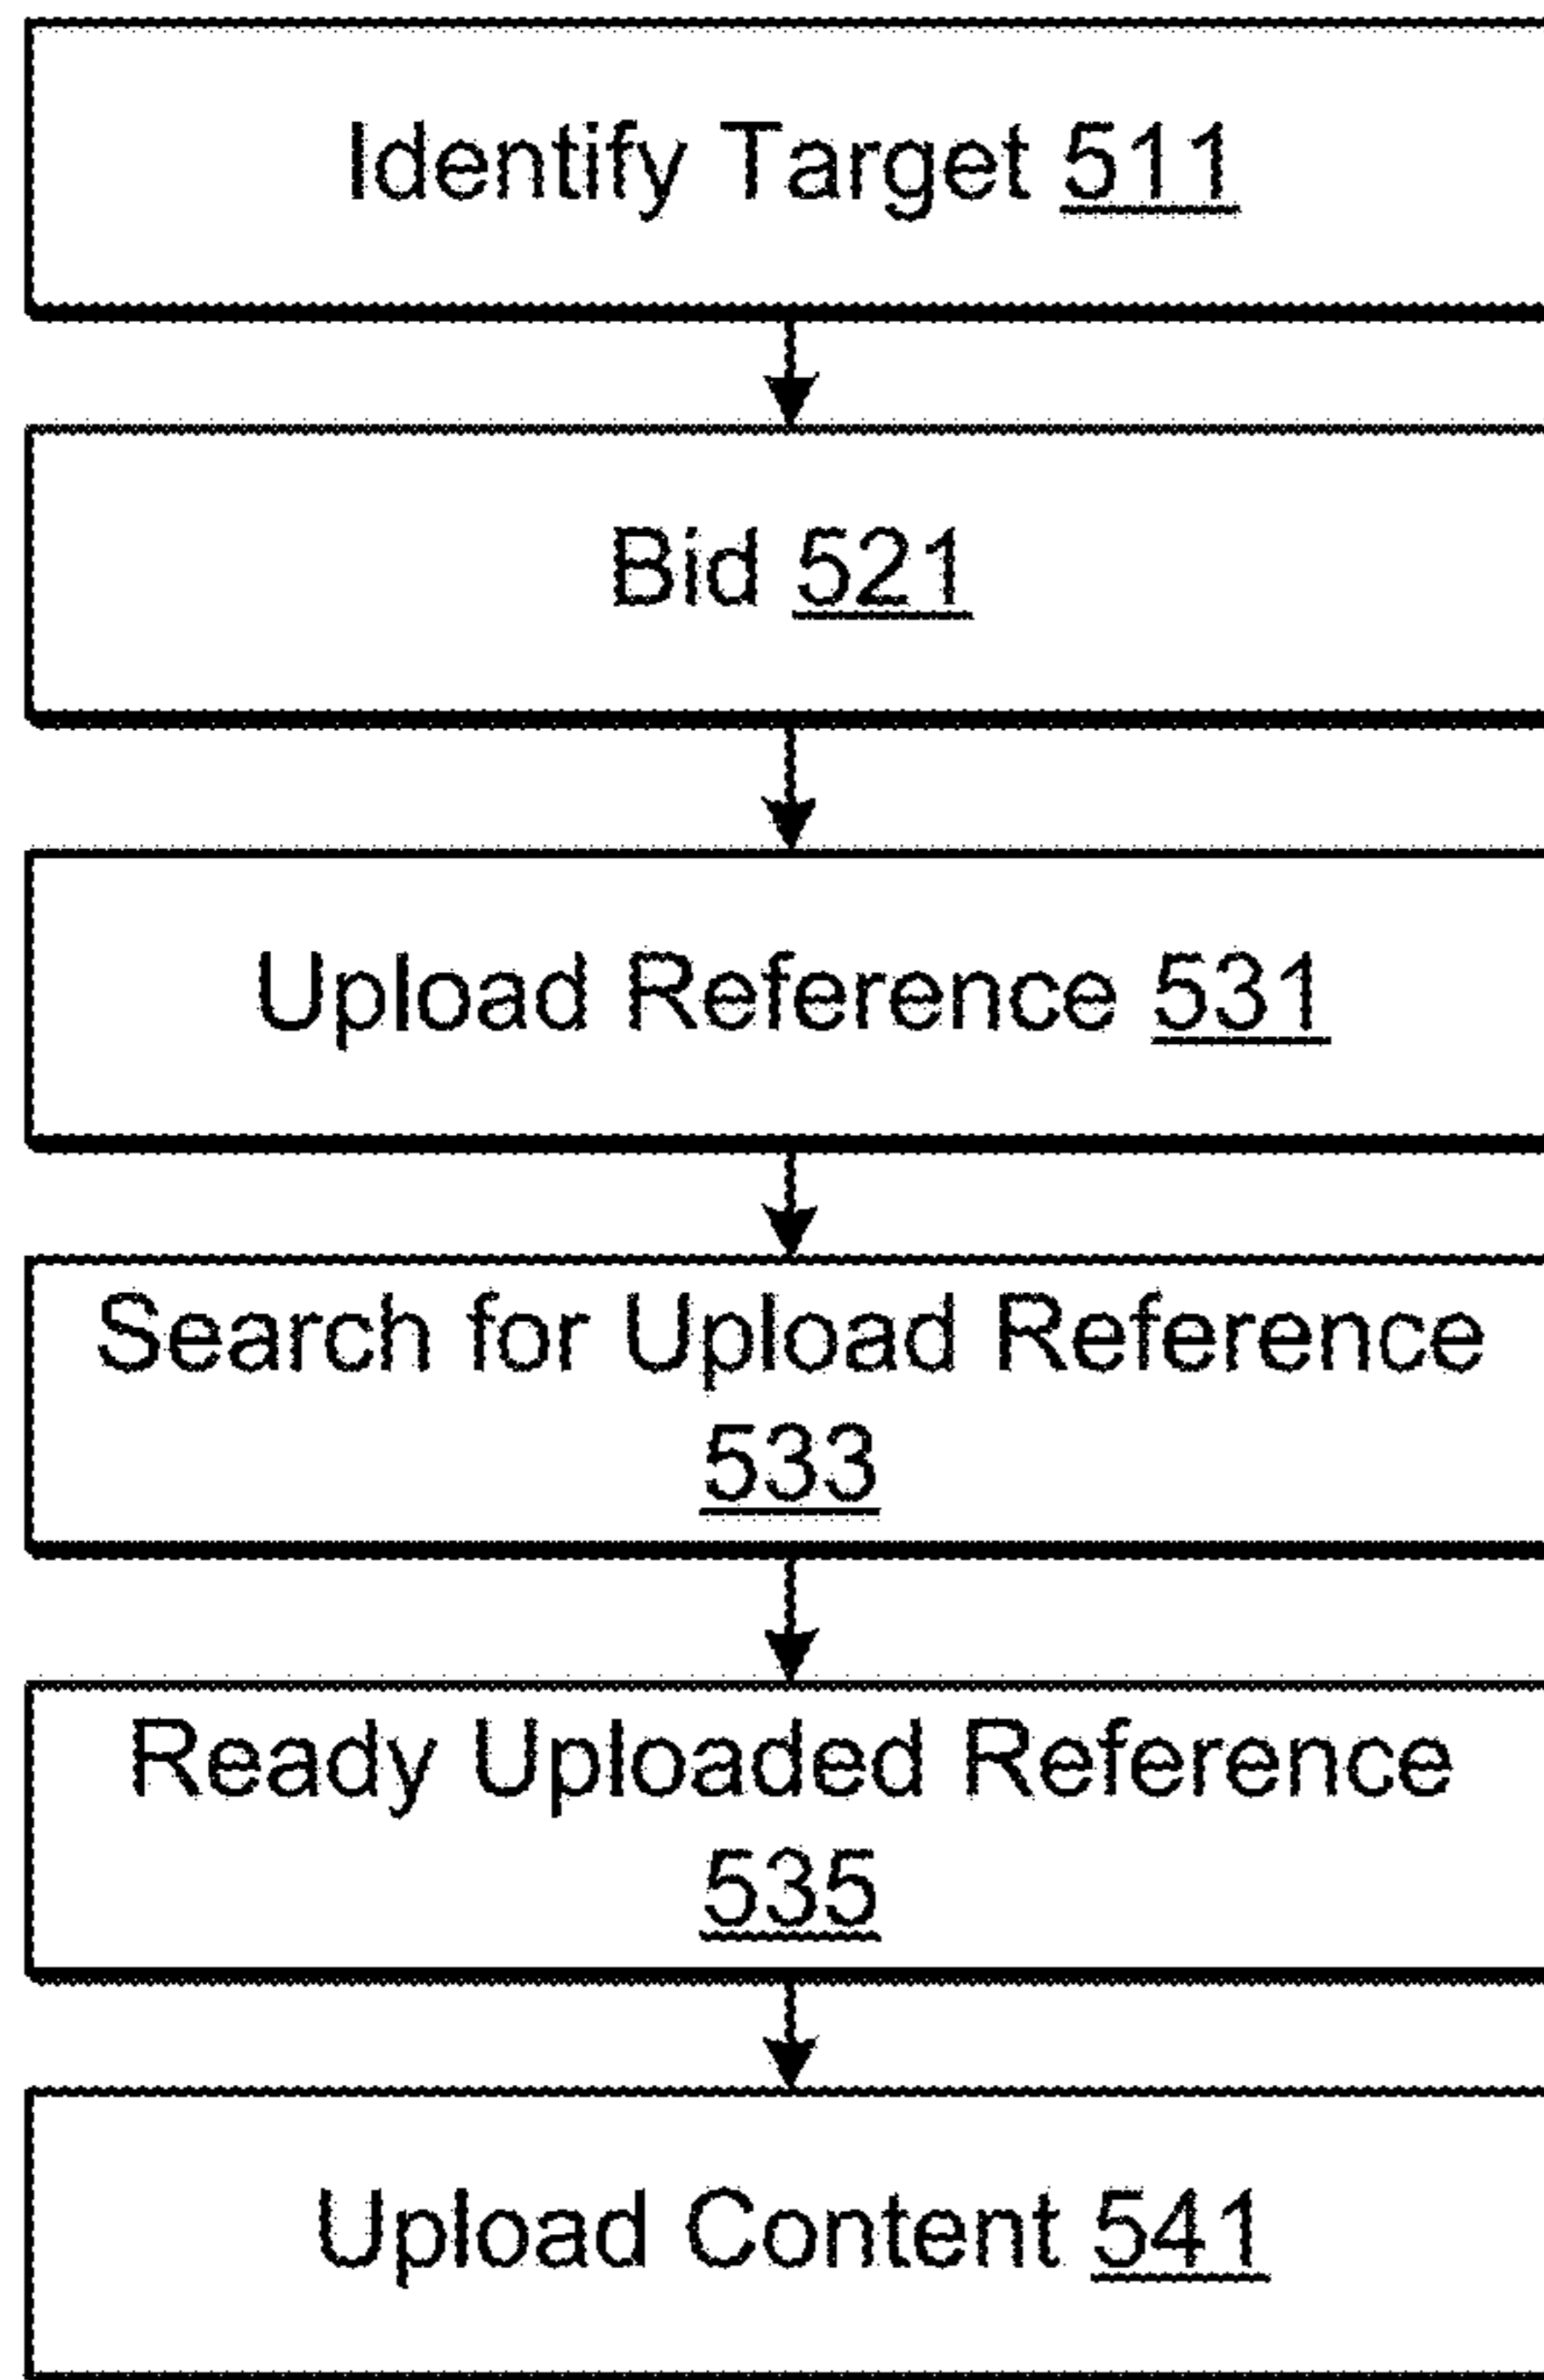 Identify Target 511
Bid 521
Upload Reference 531
Search for Upload Reference
533
Ready Uploaded Reference
535
Upload Content 541